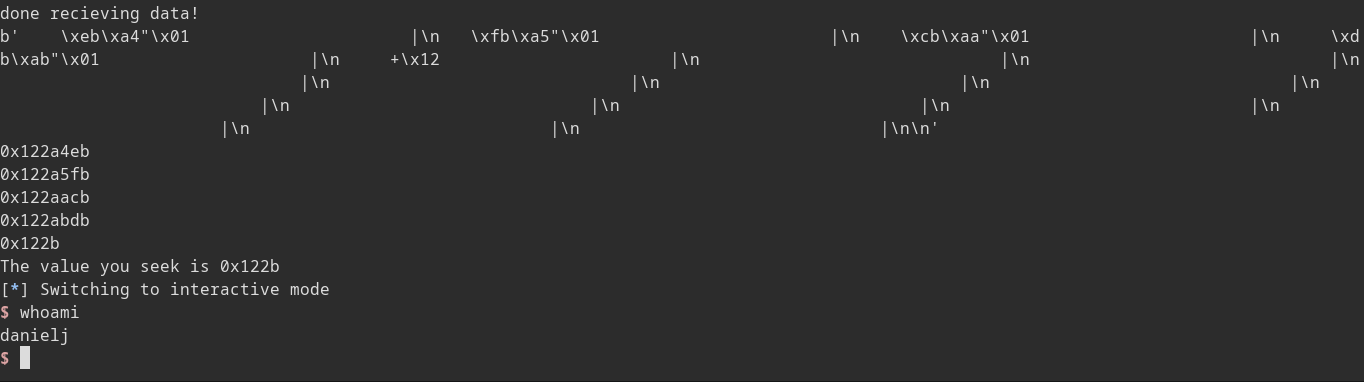 done recieving data!
b'    \xeb\xa4"\x01                      |\n   \xfb\xa5"\x01                       |\n    \xcb\xaa"\x01                      |\n     \xd
b\xab"\x01                     |\n     +\x12                       |\n                              |\n                                |\n
                              |\n                              |\n                              |\n                              |\n
                          |\n                              |\n                              |\n                              |\n
                      |\n                              |\n                              |\n\n'
0x122a4eb
0x122a5fb
0x122aacb
0x122abdb
0x122b
The value you seek is 0x122b
[*] Switching to interactive mode
$ whoami
danielj
$